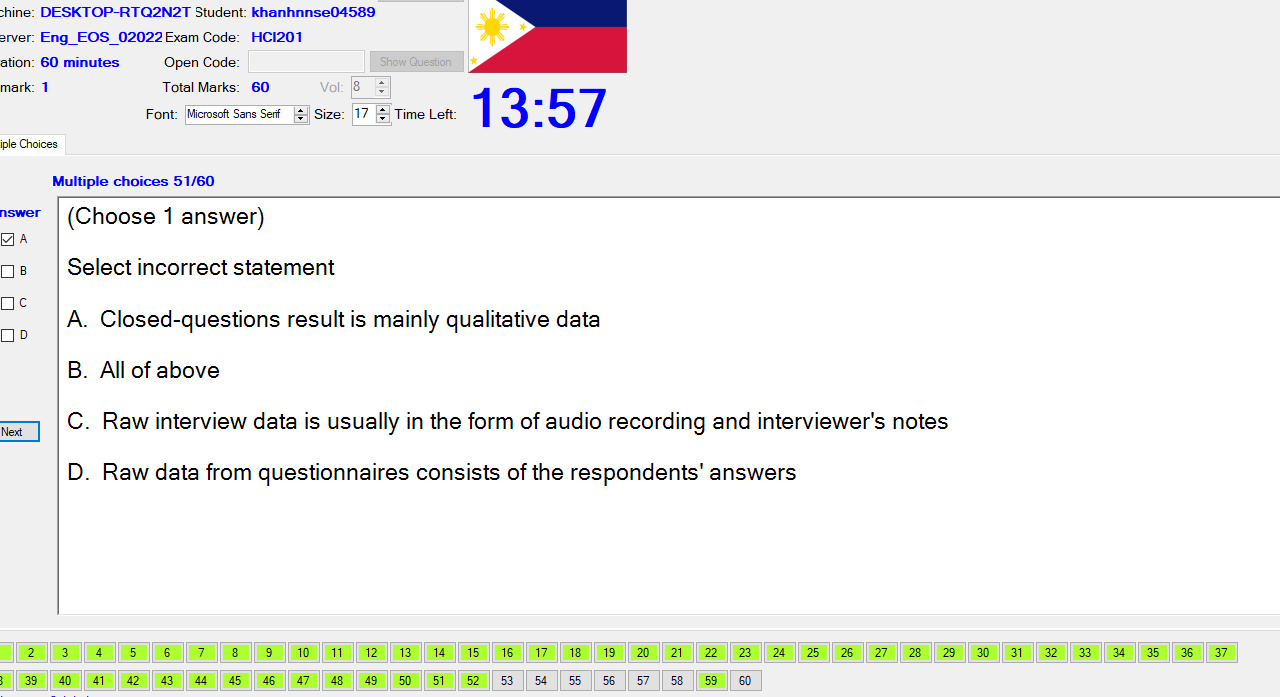 chine: DESKTOP-RTQ2N2T Student: khanhnnse04589
erver: Eng_EOS_02022 Exam Code: HCI201
ation: 60 minutes Open Code: Show Question
mark: 1 Total Marks: 60 Vol: 8
Font: Microsoft Sans Serif Size: 17 Time Left: 13:57
iple Choices
Multiple choices 51/60
nswer
A
B
C
D
Next
(Choose 1 answer)
Select incorrect statement
A. Closed-questions result is mainly qualitative data
B. All of above
C. Raw interview data is usually in the form of audio recording and interviewer's notes
D. Raw data from questionnaires consists of the respondents' answers
2 3 4 5 6 7 8 9 10 11 12 13 14 15 16 17 18 19 20 21 22 23 24 25 26 27 28 29 30 31 32 33 34 35 36 37
39 40 41 42 43 44 45 46 47 48 49 50 51 52 53 54 55 56 57 58 59 60